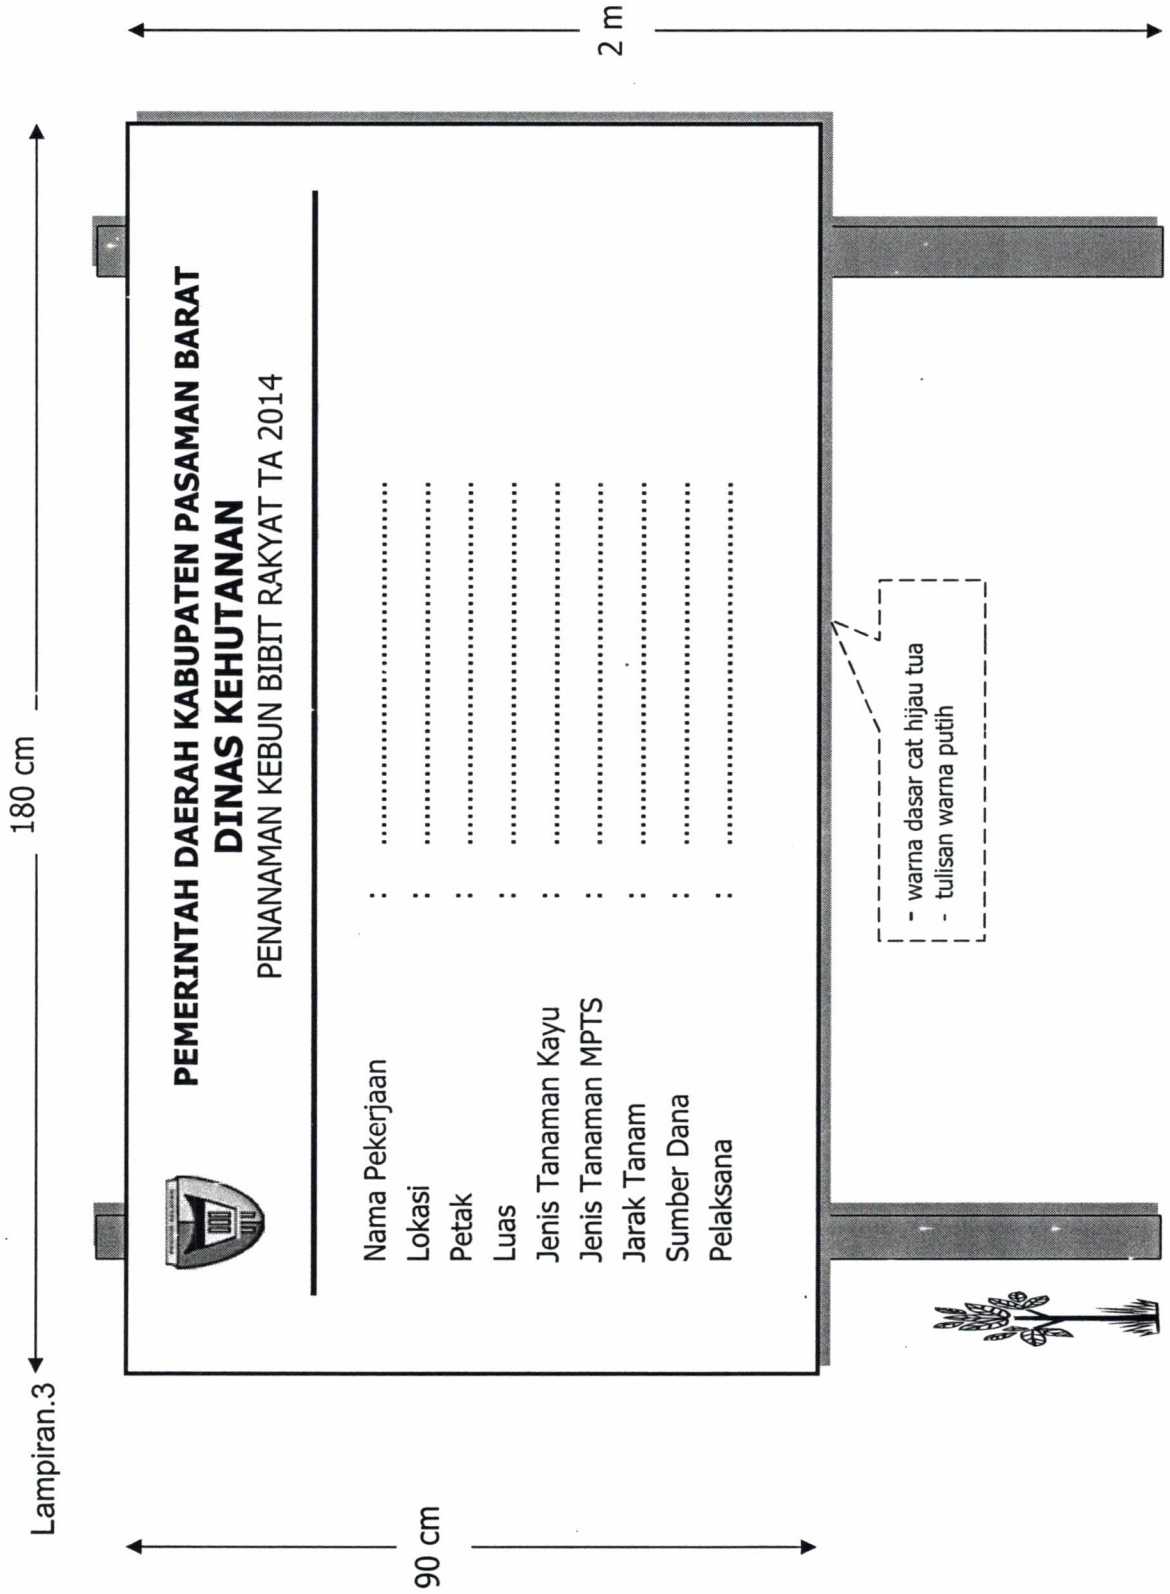 Lampiran.3
180 cm
2 m
90 cm
PEMERINTAH DAERAH KABUPATEN PASAMAN BARAT
DINAS KEHUTANAN
PENANAMAN KEBUN BIBIT RAKYAT TA 2014
Nama Pekerjaan : ..........................................
Lokasi : ..........................................
Petak : ..........................................
Luas : ..........................................
Jenis Tanaman Kayu : ..........................................
Jenis Tanaman MPTS : ..........................................
Jarak Tanam : ..........................................
Sumber Dana : ..........................................
Pelaksana : ..........................................
- warna dasar cat hijau tua
- tulisan warna putih